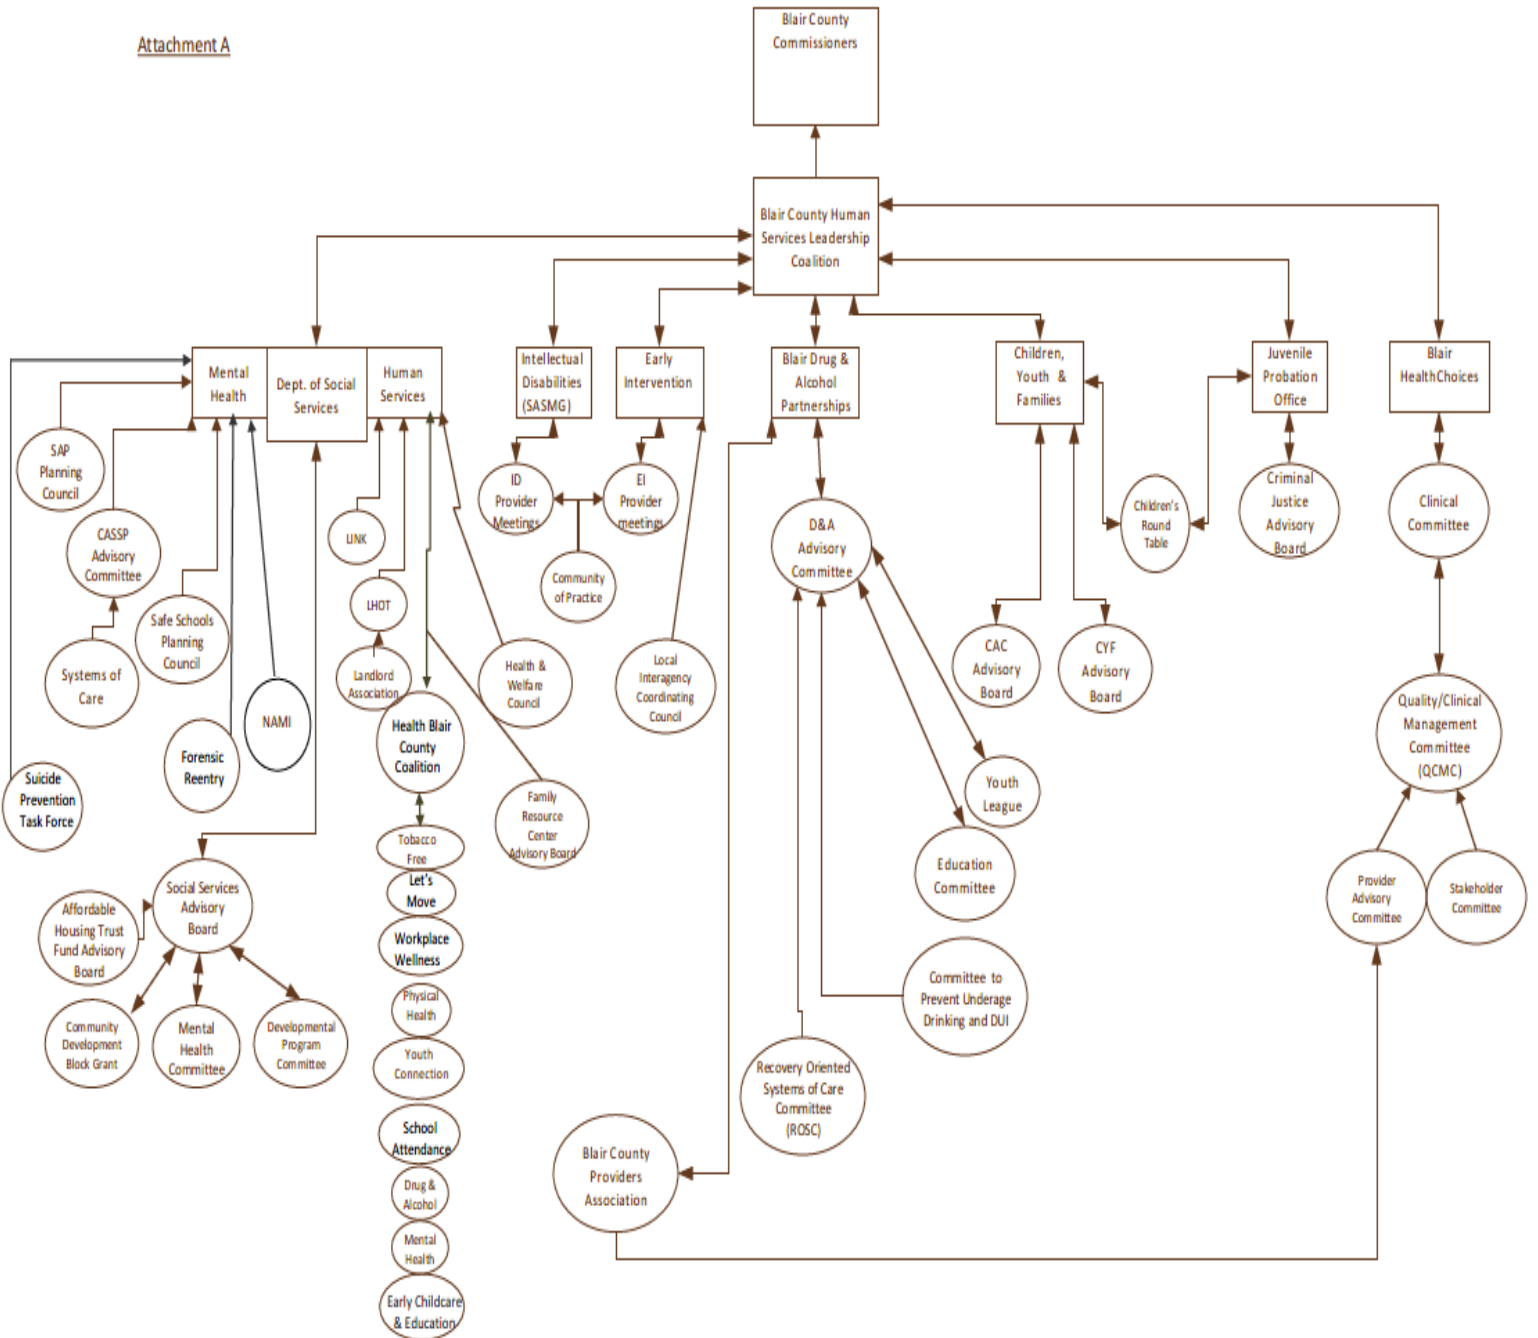 Attachment A
Blair County
Commissioners
Blair County Human
Services Leadership
Coalition
Mental
Health
Dept. of Social
Services
Human
Services
Intellectual
Disabilities
(SASMG)
Early
Intervention
Blair Drug &
Alcohol
Partnerships
Children,
Youth &
Families
Juvenile
Probation
Office
Blair
HealthChoices
SAP
Planning
Council
CASSP
Advisory
Committee
Systems of
Care
Safe Schools
Planning
Council
Suicide
Prevention
Task Force
Forensic
Reentry
NAMI
LINK
LHOT
Landlord
Association
Health &
Welfare
Council
Health Blair
County
Coalition
Family
Resource
Center
Advisory Board
ID
Provider
Meetings
EI
Provider
meetings
Community
of Practice
Local
Interagency
Coordinating
Council
D&A
Advisory
Committee
Youth
League
Education
Committee
Committee to
Prevent Underage
Drinking and DUI
Recovery Oriented
Systems of Care
Committee
(ROSC)
Blair County
Providers
Association
CAC
Advisory
Board
CYF
Advisory
Board
Children's
Round
Table
Criminal
Justice
Advisory
Board
Clinical
Committee
Quality/Clinical
Management
Committee
(QCMC)
Provider
Advisory
Committee
Stakeholder
Committee
Social Services
Advisory
Board
Affordable
Housing Trust
Fund Advisory
Board
Community
Development
Block Grant
Mental
Health
Committee
Developmental
Program
Committee
Tobacco
Free
Let's
Move
Workplace
Wellness
Physical
Health
Youth
Connection
School
Attendance
Drug &
Alcohol
Mental
Health
Early Childcare
& Education